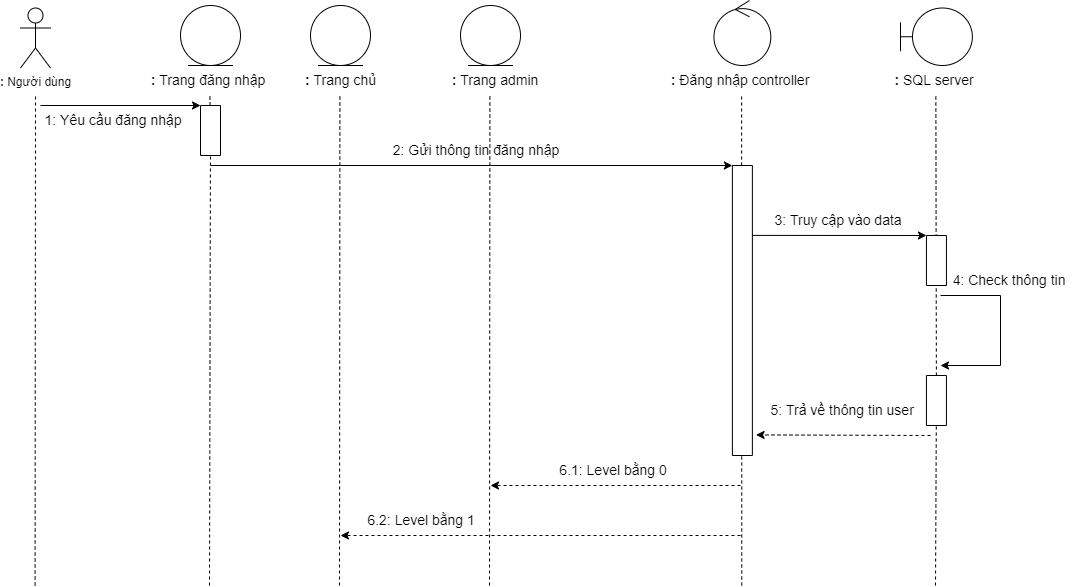 : Người dùng
: Trang đăng nhập
: Trang chủ
: Trang admin
: Đăng nhập controller
: SQL server
1: Yêu cầu đăng nhập
2: Gửi thông tin đăng nhập
3: Truy cập vào data
4: Check thông tin
5: Trả về thông tin user
6.1: Level bằng 0
6.2: Level bằng 1